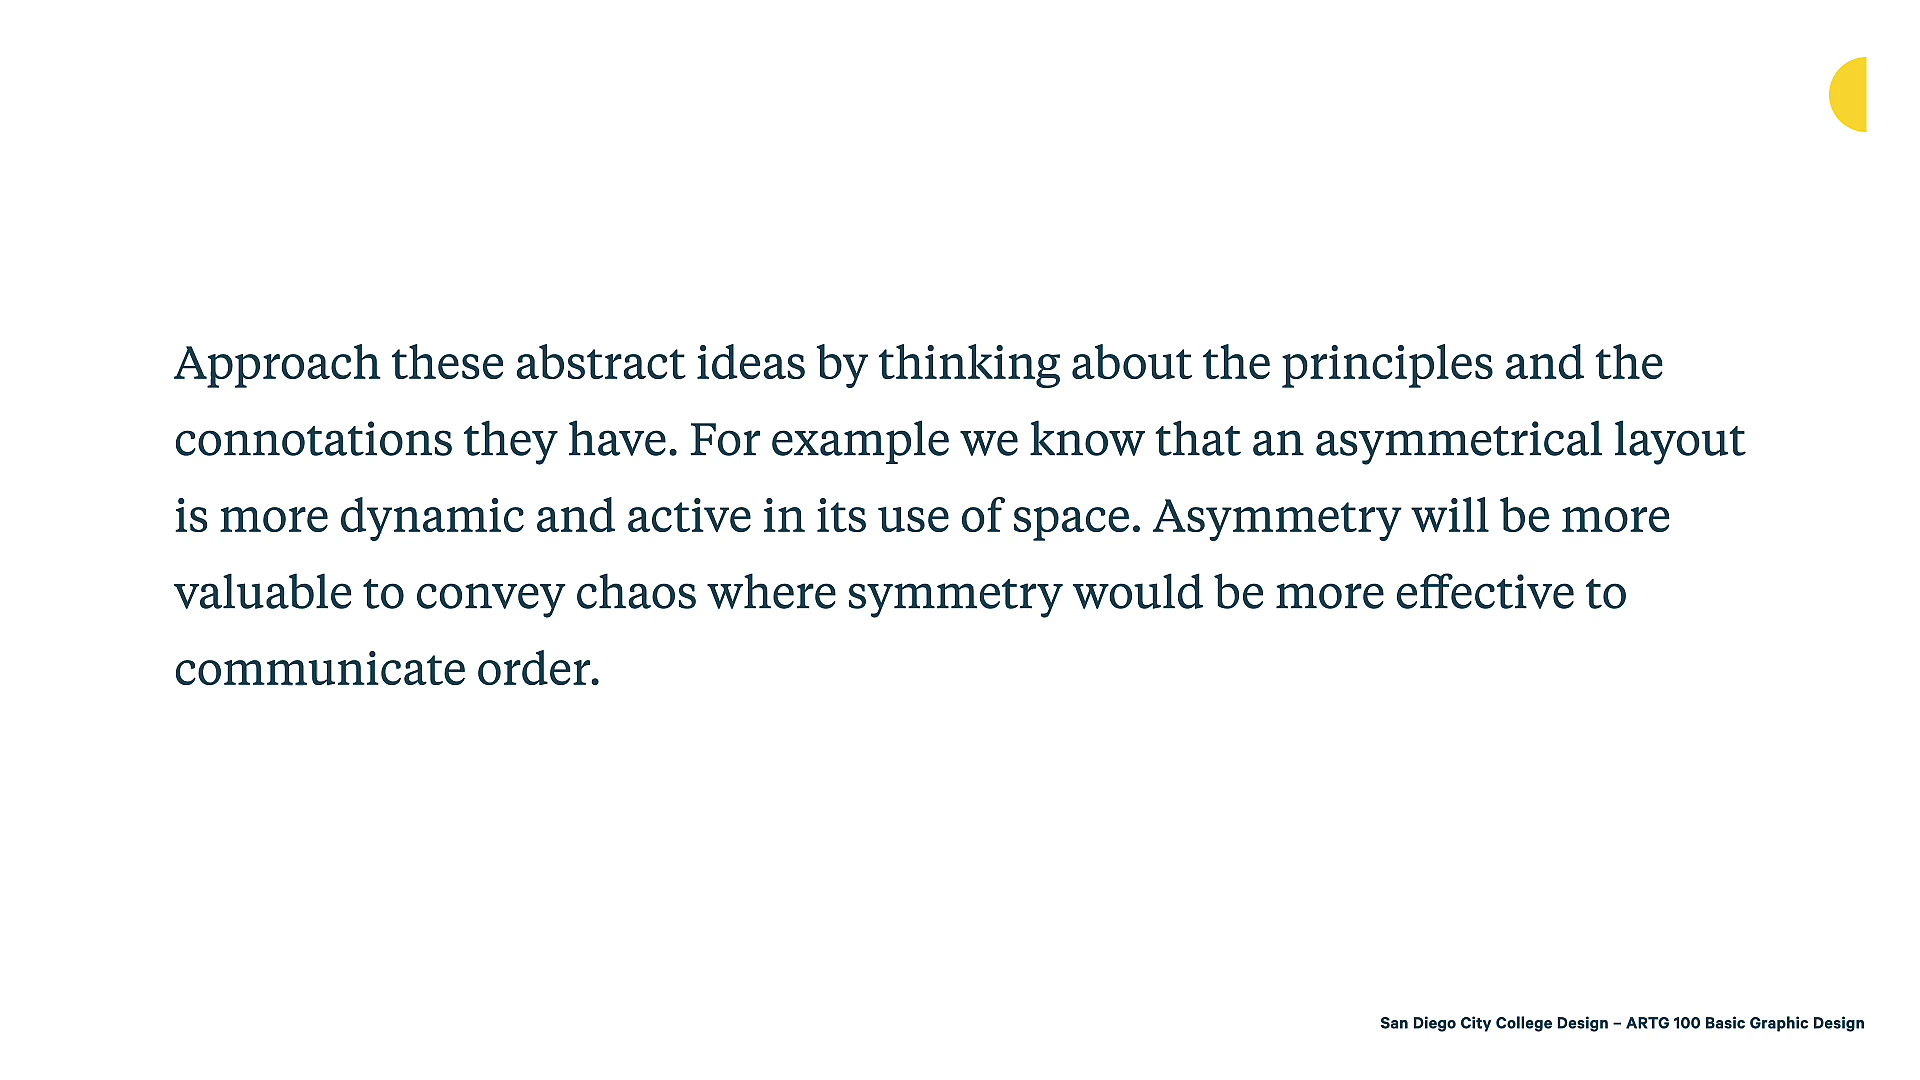 Approach these abstract ideas by thinking about the principles and the
connotations they have. For example we know that an asymmetrical layout
is more dynamic and active in its use of space. Asymmetry will be more
valuable to convey chaos where symmetry would be more effective to
communicate order.
San Diego City College Design – ARTG 100 Basic Graphic Design